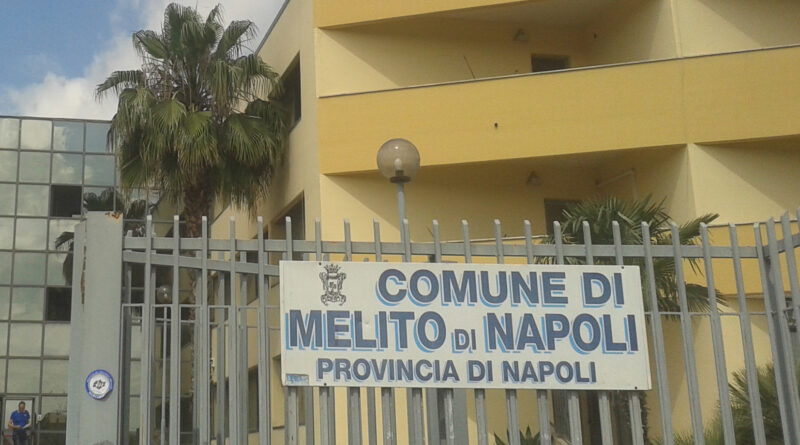 COMUNE DI
MELITO DI NAPOLI
PROVINCIA DI NAPOLI